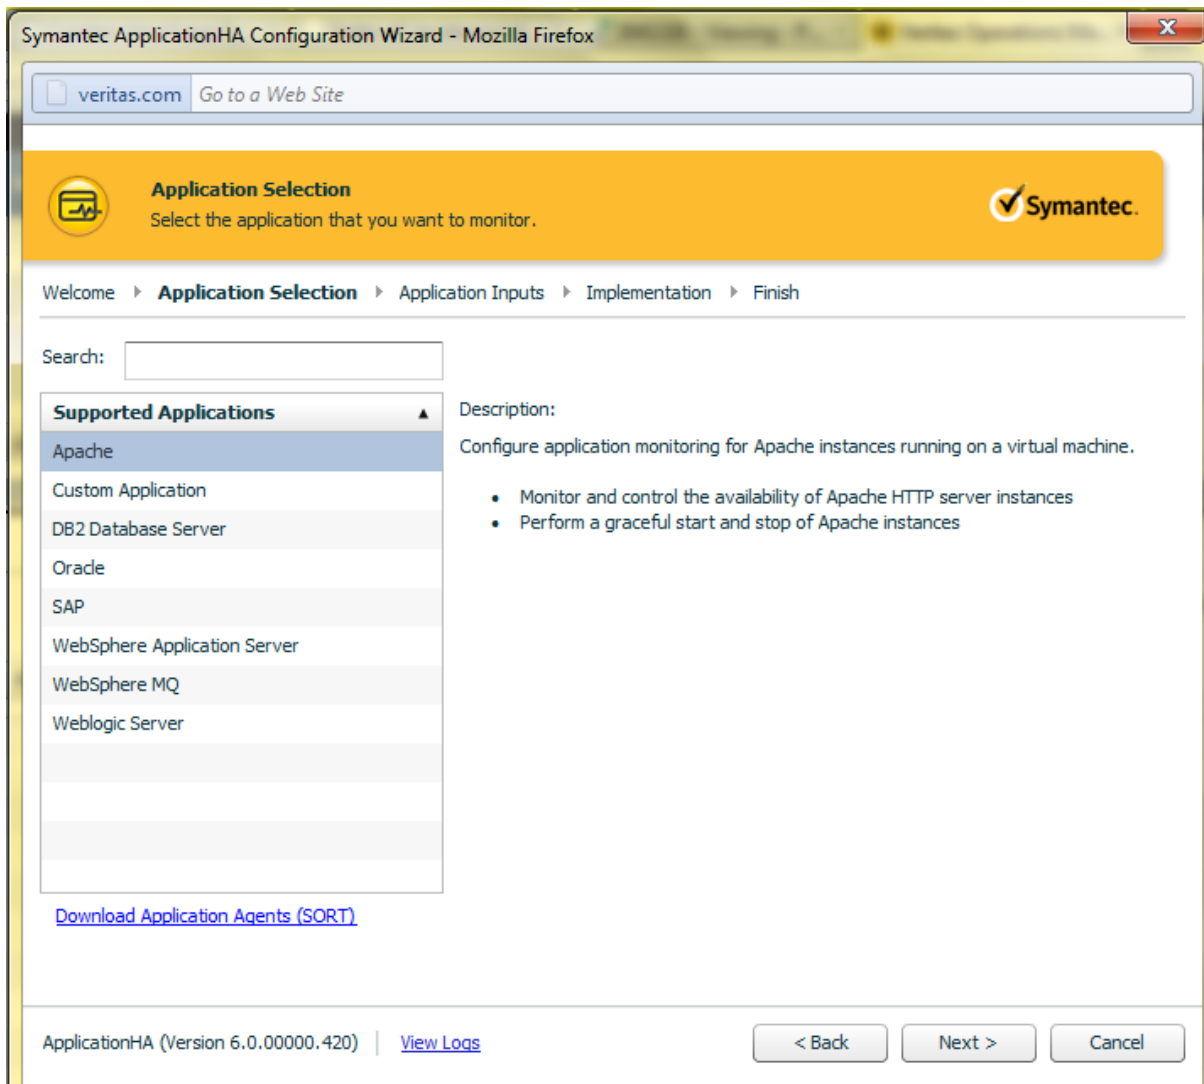 Symantec ApplicationHA Configuration Wizard - Mozilla Firefox
X
veritas.com Go to a Web Site
Application Selection
Select the application that you want to monitor.
Symantec.
Welcome Application Selection Application Inputs Implementation Finish
Search:
Supported Applications
Description:
Apache
Configure application monitoring for Apache instances running on a virtual machine.
Custom Application
• Monitor and control the availability of Apache HTTP server instances
DB2 Database Server
• Perform a graceful start and stop of Apache instances
Oracle
SAP
WebSphere Application Server
WebSphere MQ
Weblogic Server
Download Application Agents (SORT)
ApplicationHA (Version 6.0.00000.420) | View Logs
< Back Next > Cancel